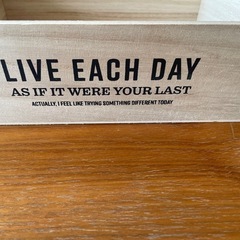 LIVE EACH DAY
AS IF IT WERE YOUR LAST
ACTUALLY, I FEEL LIKE TRYING SOMETHING DIFFERENT TODAY